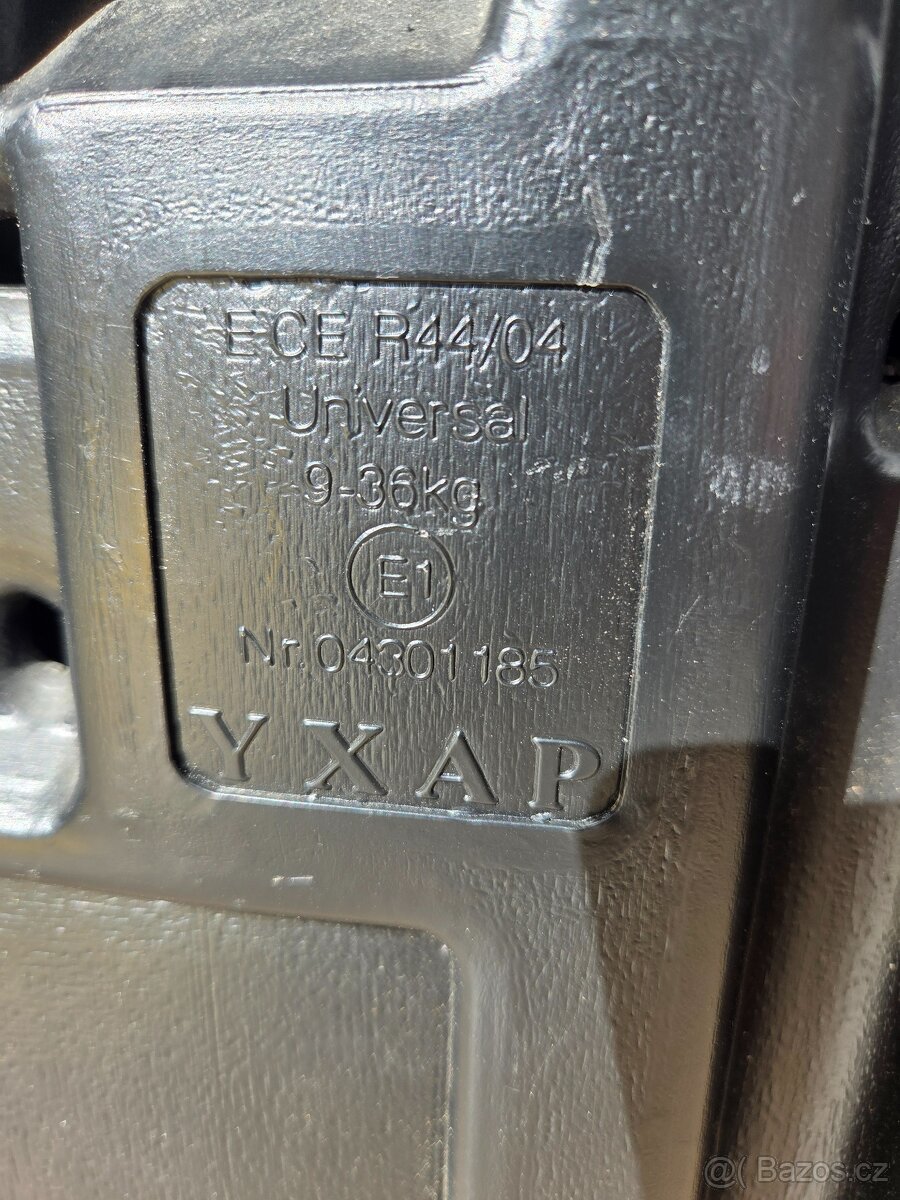 ECE R44/04
Universal
9-36kg
E1
Nr.04301185
YXAP
@( Bazos.cz